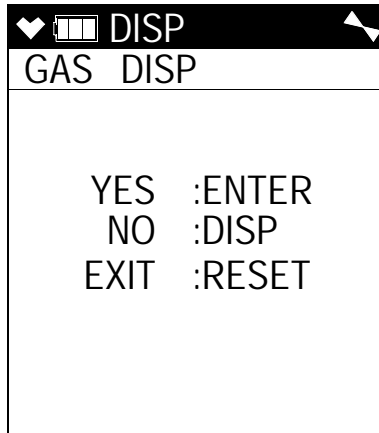 DISP
GAS DISP
YES :ENTER
NO :DISP
EXIT :RESET